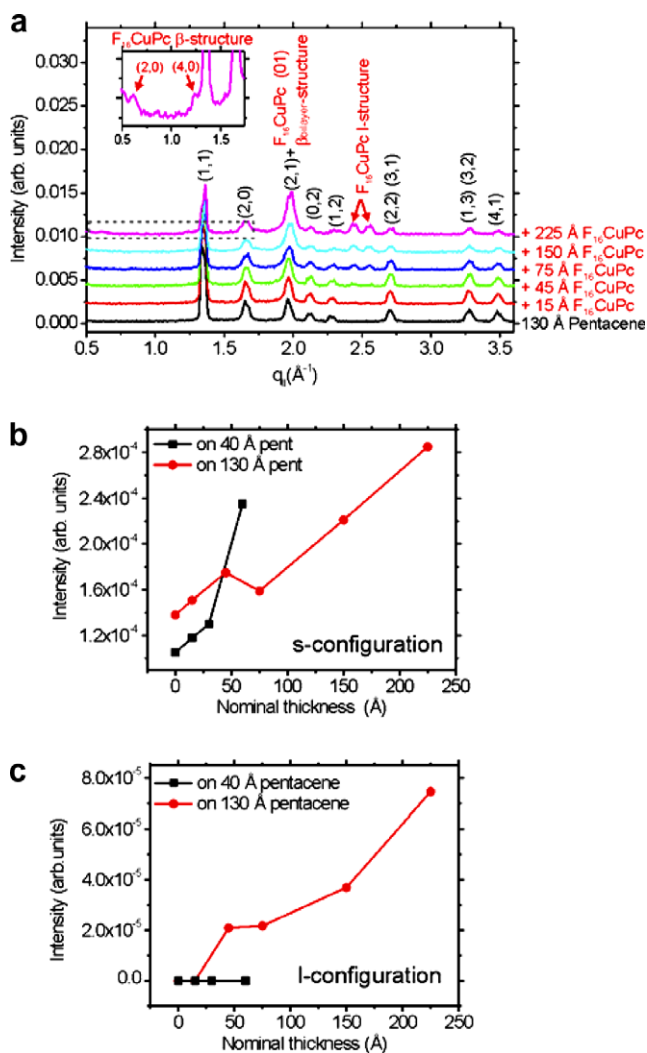 a
F₁₆CuPc β-structure
(2,0) (4,0)
0.5 1.0 1.5
F₁₆CuPc (01)
βbilayer-structure
F₁₆CuPc l-structure
(1,1)
(2,0)
(2,1)+
(0,2)
(1,2)
(2,2)
(3,1)
(1,3)
(3,2)
(4,1)
Intensity (arb. units)
0.030
0.025
0.020
0.015
0.010
0.005
0.000
+ 225 Å F₁₆CuPc
+ 150 Å F₁₆CuPc
+ 75 Å F₁₆CuPc
+ 45 Å F₁₆CuPc
+ 15 Å F₁₆CuPc
130 Å Pentacene
0.5 1.0 1.5 2.0 2.5 3.0 3.5
q∥(Å⁻¹)
b
on 40 Å pent
on 130 Å pent
Intensity (arb. units)
2.8x10⁻⁴
2.4x10⁻⁴
2.0x10⁻⁴
1.6x10⁻⁴
1.2x10⁻⁴
s-configuration
0 50 100 150 200 250
Nominal thickness (Å)
c
on 40 Å pentacene
on 130 Å pentacene
Intensity (arb.units)
8.0x10⁻⁵
6.0x10⁻⁵
4.0x10⁻⁵
2.0x10⁻⁵
0.0
l-configuration
0 50 100 150 200 250
Nominal thickness (Å)